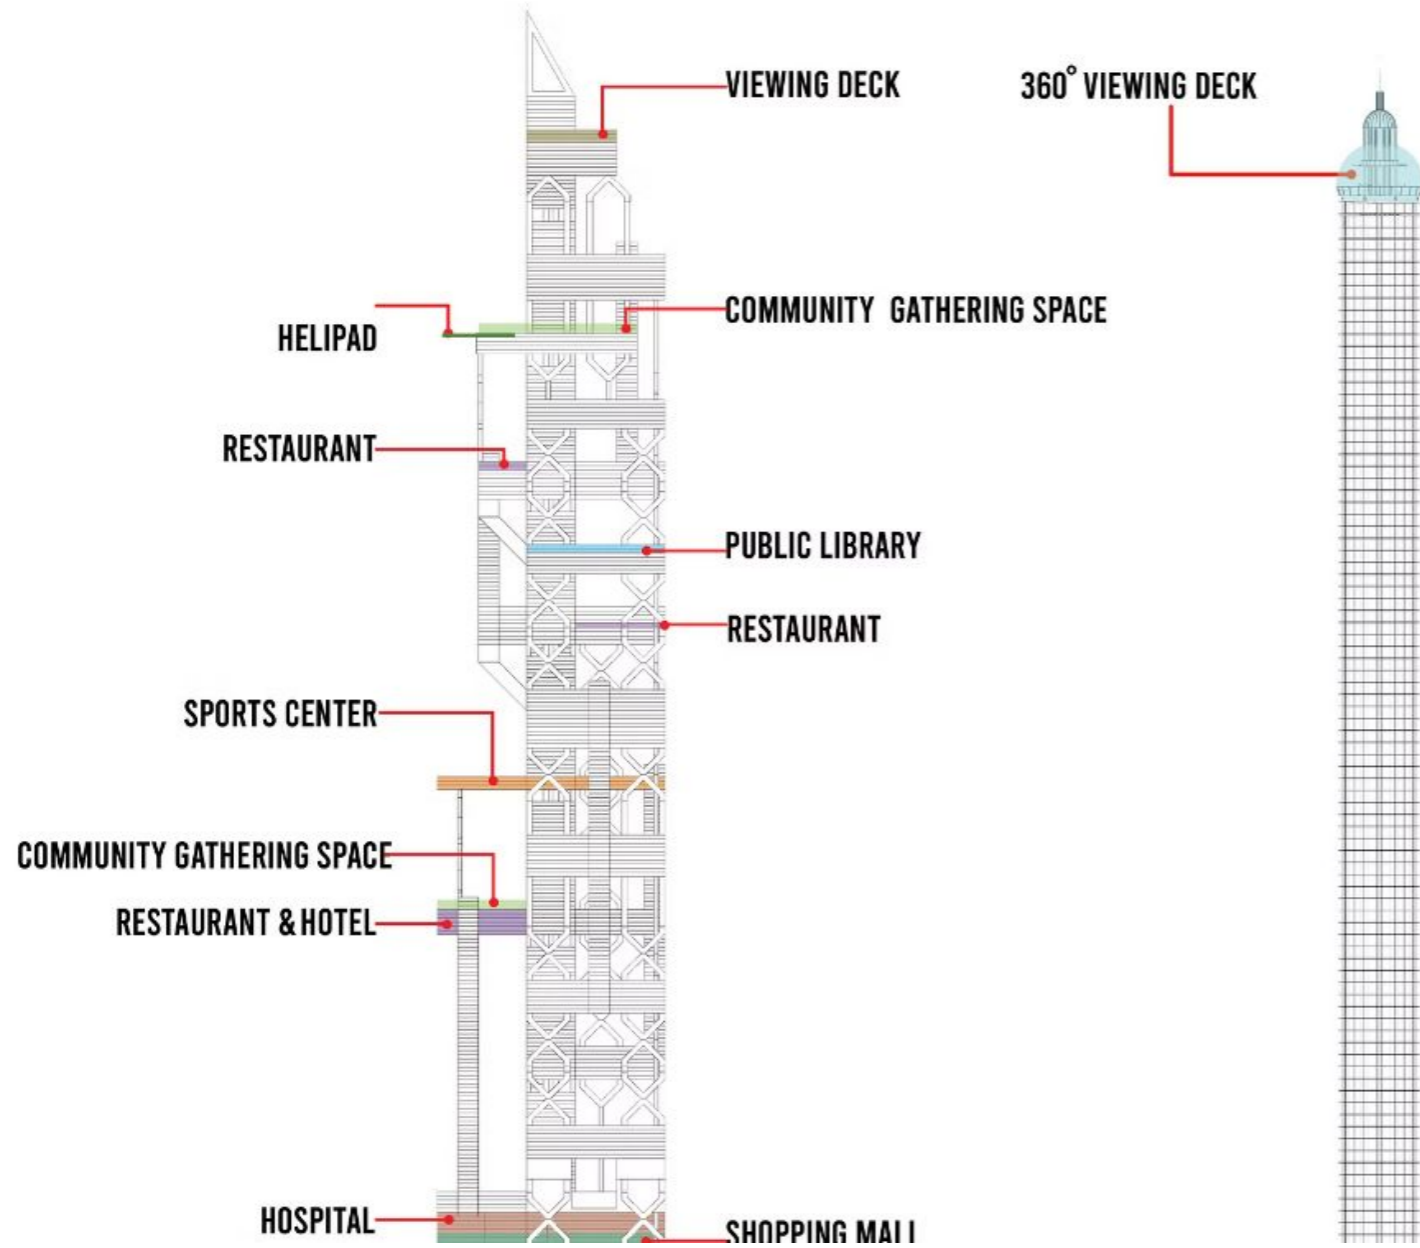 VIEWING DECK
360° VIEWING DECK
COMMUNITY GATHERING SPACE
HELIPAD
RESTAURANT
PUBLIC LIBRARY
RESTAURANT
SPORTS CENTER
COMMUNITY GATHERING SPACE
RESTAURANT & HOTEL
HOSPITAL
SHOPPING MALL